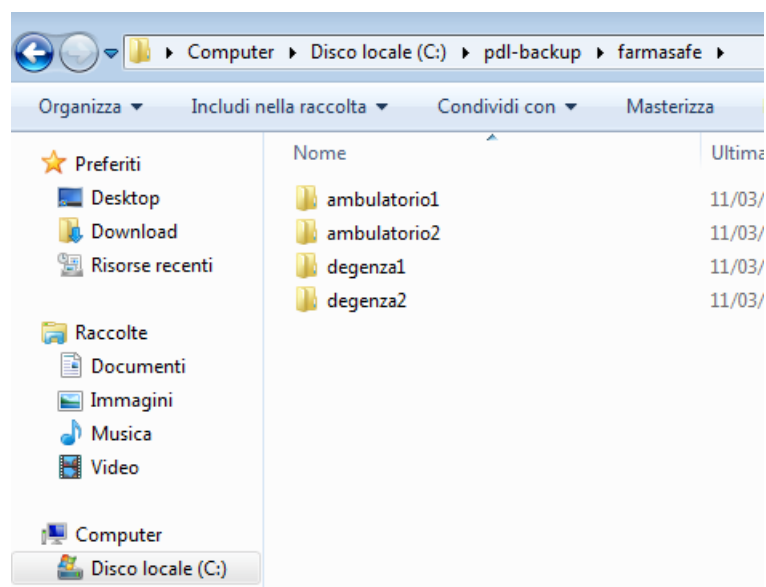 Computer Disco locale (C:) pdl-backup farmasafe
Organizza Includi nella raccolta Condividi con Masterizza
Preferiti
Desktop
Download
Risorse recenti
Raccolte
Documenti
Immagini
Musica
Video
Computer
Disco locale (C:)
Nome Ultima
ambulatorio1 11/03/
ambulatorio2 11/03/
degenza1 11/03/
degenza2 11/03/